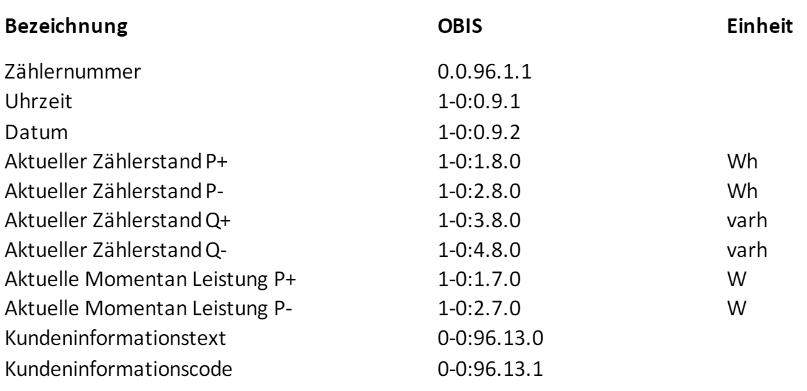 Bezeichnung OBIS Einheit
Zählernummer 0.0.96.1.1
Uhrzeit 1-0:0.9.1
Datum 1-0:0.9.2
Aktueller Zählerstand P+ 1-0:1.8.0 Wh
Aktueller Zählerstand P- 1-0:2.8.0 Wh
Aktueller Zählerstand Q+ 1-0:3.8.0 varh
Aktueller Zählerstand Q- 1-0:4.8.0 varh
Aktuelle Momentan Leistung P+ 1-0:1.7.0 W
Aktuelle Momentan Leistung P- 1-0:2.7.0 W
Kundeninformationstext 0-0:96.13.0
Kundeninformationscode 0-0:96.13.1